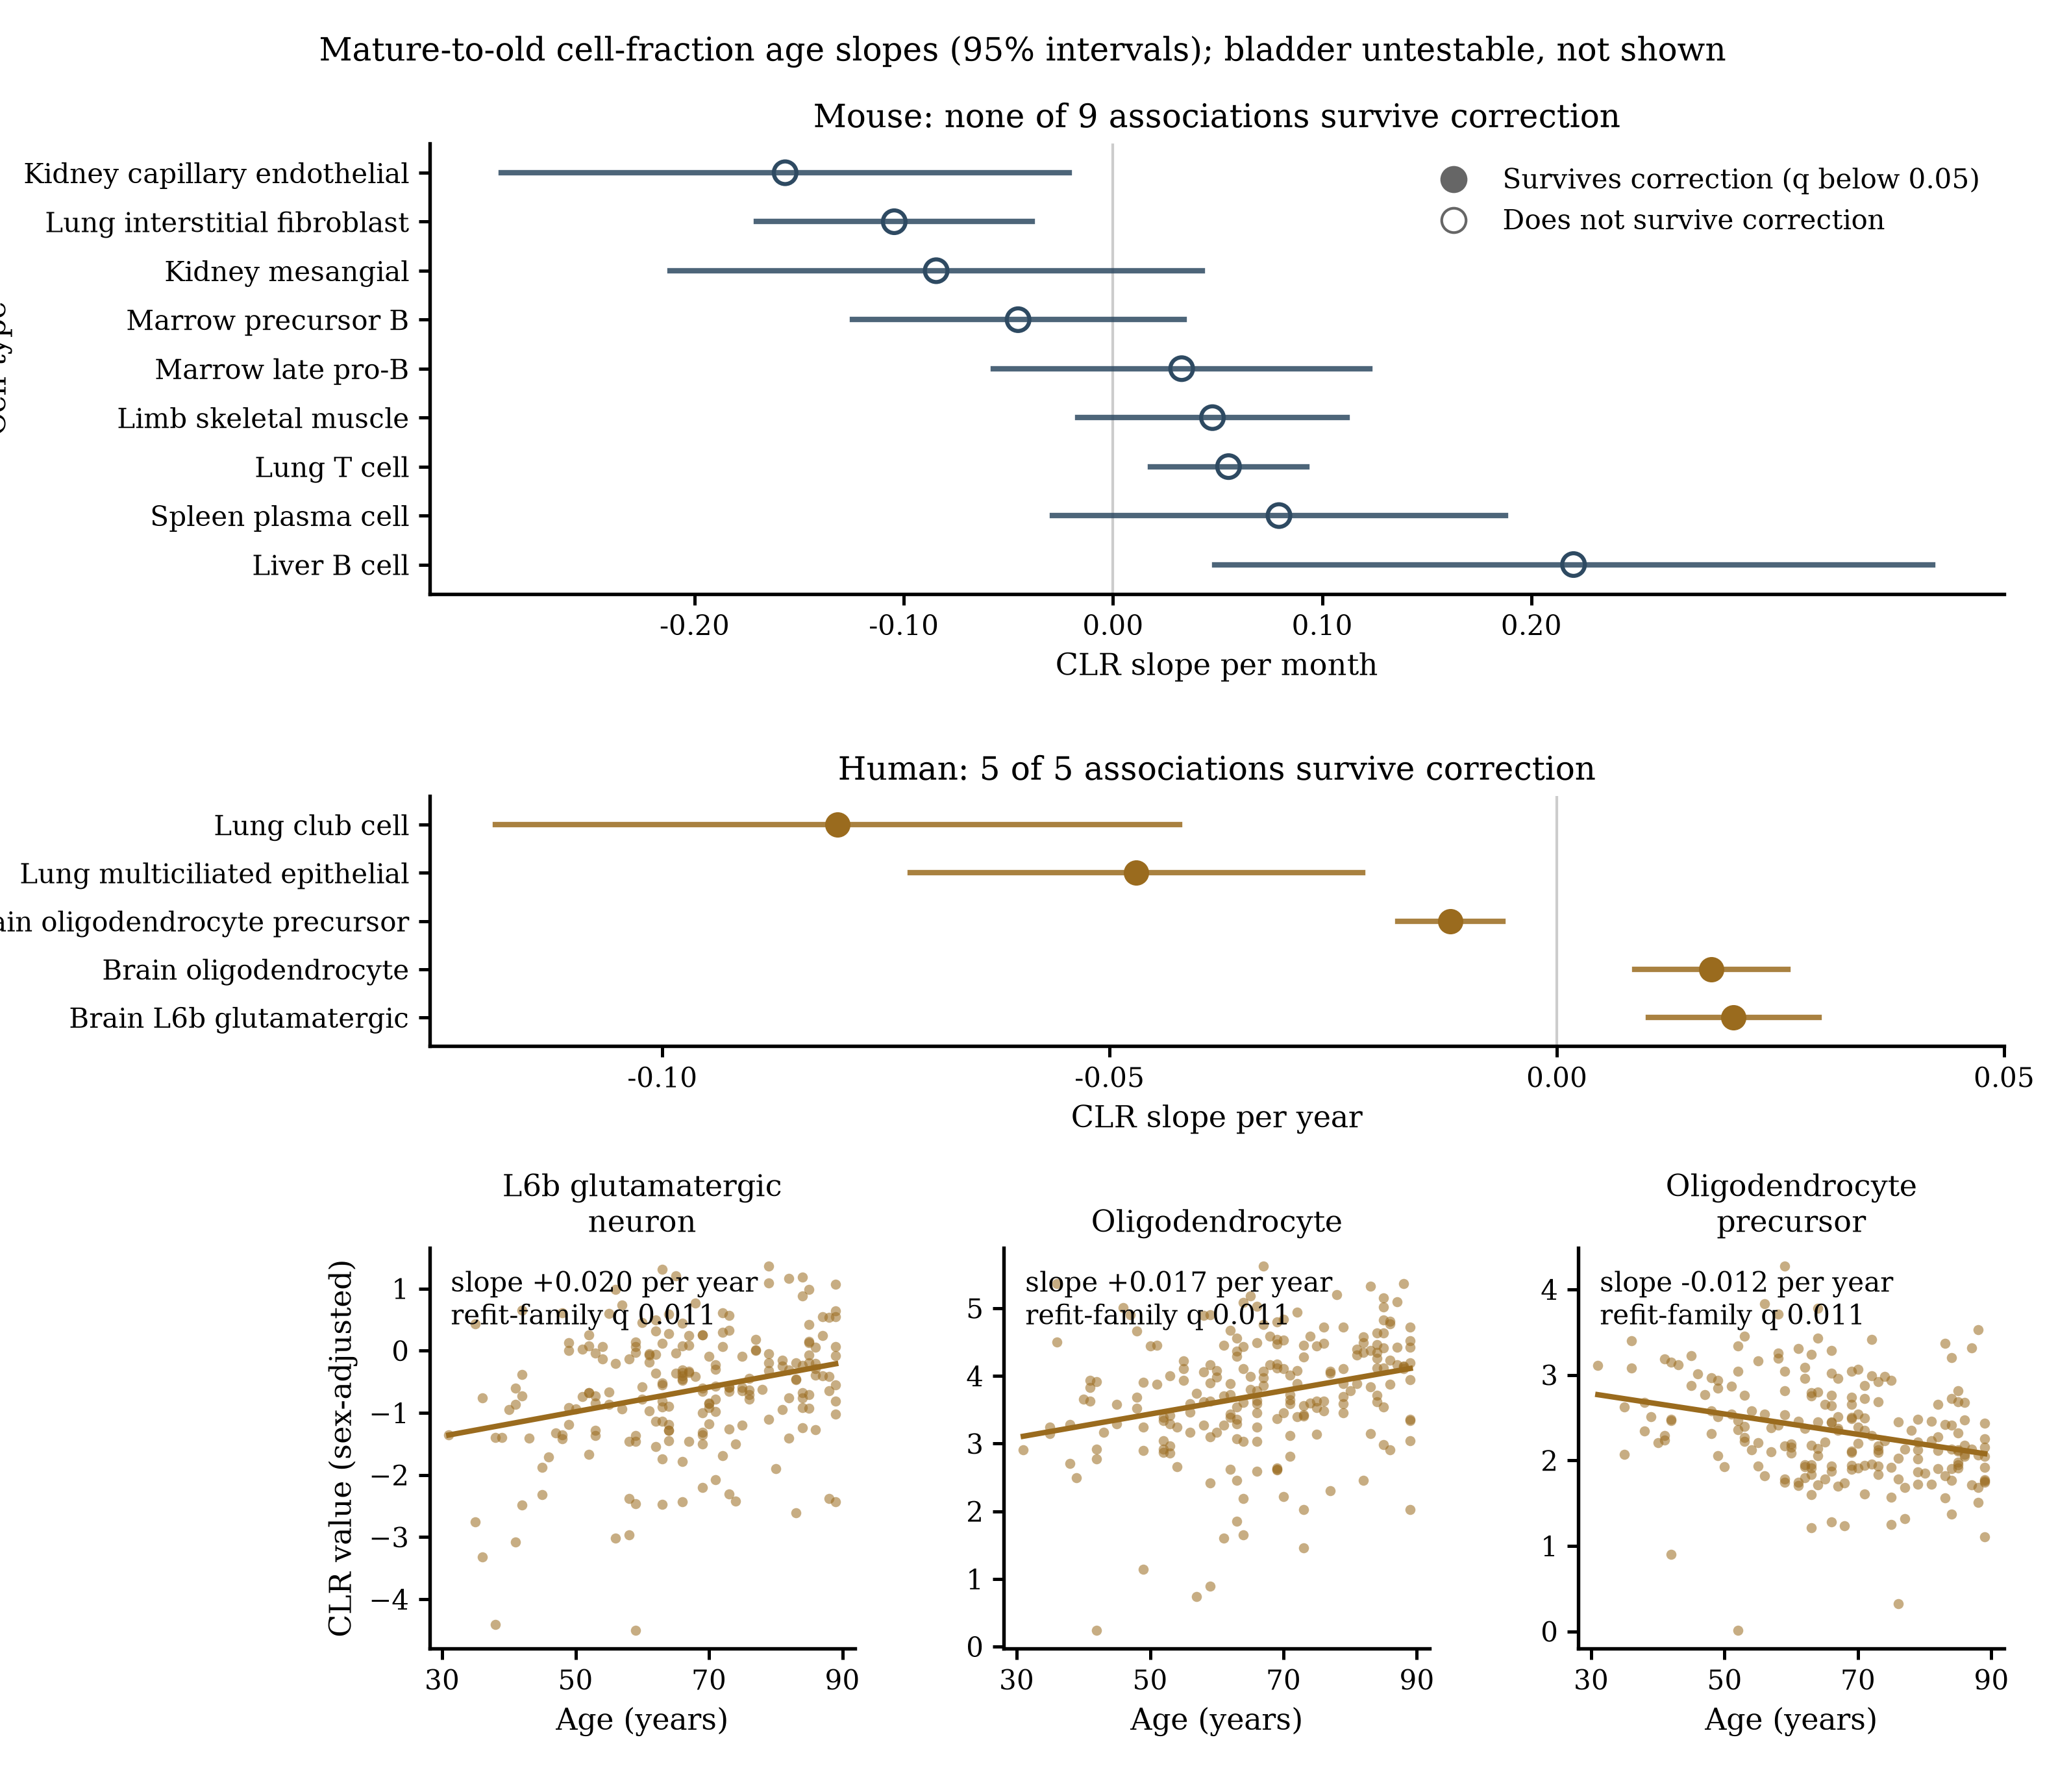 Mature-to-old cell-fraction age slopes (95% intervals); bladder untestable, not shown
Mouse: none of 9 associations survive correction
Survives correction (q below 0.05)
Does not survive correction
Kidney capillary endothelial
Lung interstitial fibroblast
Kidney mesangial
Marrow precursor B
Marrow late pro-B
Limb skeletal muscle
Lung T cell
Spleen plasma cell
Liver B cell
-0.20 -0.10 0.00 0.10 0.20
CLR slope per month
Human: 5 of 5 associations survive correction
Lung club cell
Lung multiciliated epithelial
ain oligodendrocyte precursor
Brain oligodendrocyte
Brain L6b glutamatergic
-0.10 -0.05 0.00 0.05
CLR slope per year
L6b glutamatergic
neuron
slope +0.020 per year
refit-family q 0.011
CLR value (sex-adjusted)
1
0
−1
−2
−3
−4
30 50 70 90
Age (years)
Oligodendrocyte
slope +0.017 per year
refit-family q 0.011
5
4
3
2
1
0
30 50 70 90
Age (years)
Oligodendrocyte
precursor
slope -0.012 per year
refit-family q 0.011
4
3
2
1
0
30 50 70 90
Age (years)